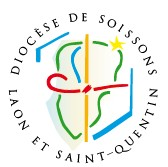 DIOCÈSE DE SOISSONS
LAON ET SAINT-QUENTIN